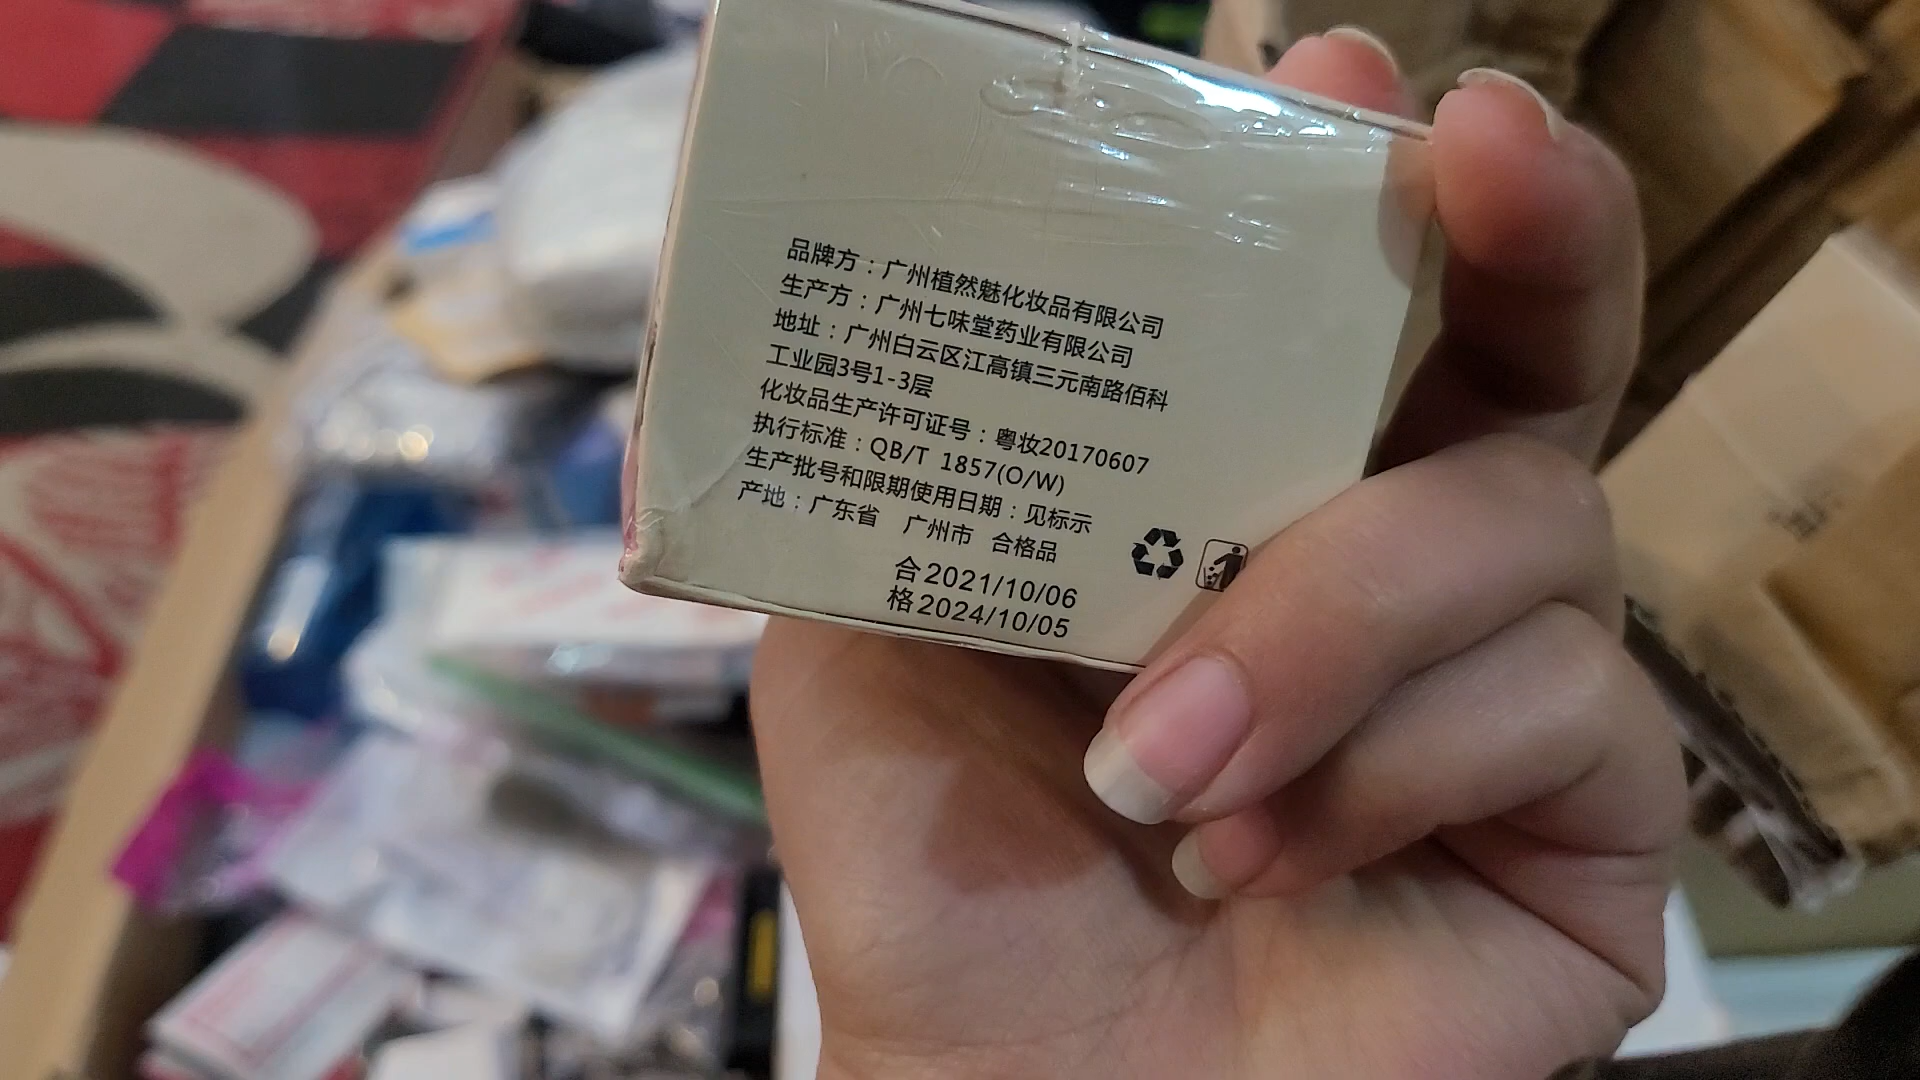 品牌方：广州植然魅化妆品有限公司
生产方：广州七味堂药业有限公司
地址：广州白云区江高镇三元南路佰科
工业园3号1-3层
化妆品生产许可证号：粤妆20170607
执行标准：QB/T 1857(O/W)
生产批号和限期使用日期：见标示
产地：广东省 广州市 合格品
合2021/10/06
格2024/10/05